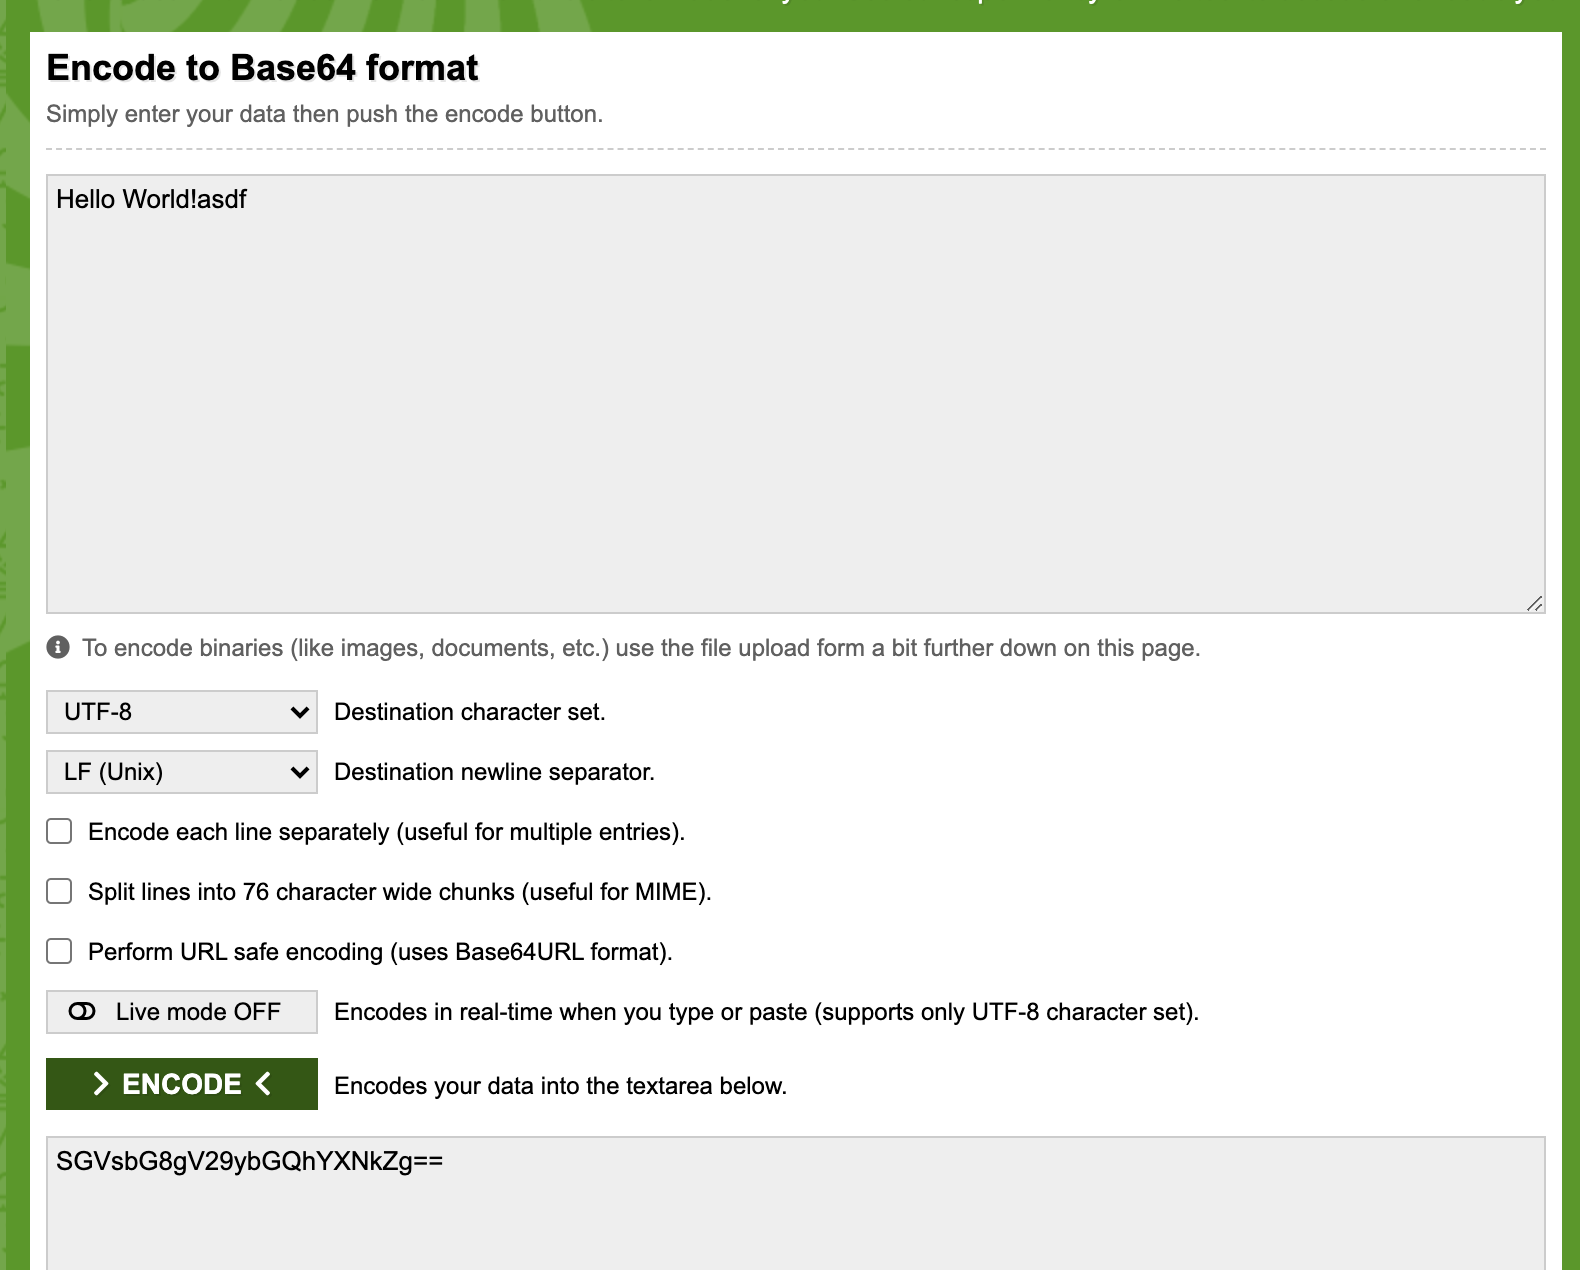 Encode to Base64 format
Simply enter your data then push the encode button.
Hello World!asdf
To encode binaries (like images, documents, etc.) use the file upload form a bit further down on this page.
UTF-8 Destination character set.
LF (Unix) Destination newline separator.
Encode each line separately (useful for multiple entries).
Split lines into 76 character wide chunks (useful for MIME).
Perform URL safe encoding (uses Base64URL format).
Live mode OFF Encodes in real-time when you type or paste (supports only UTF-8 character set).
> ENCODE < Encodes your data into the textarea below.
SGVsbG8gV29ybGQhYXNkZg==